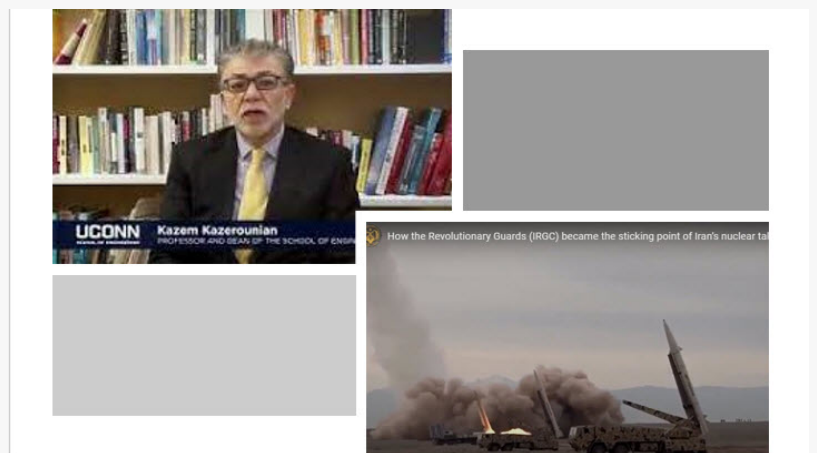 UCONN
SCHOOL OF ENGINEERING
Kazem Kazerounian
PROFESSOR AND DEAN OF THE SCHOOL OF ENGIN
How the Revolutionary Guards (IRGC) became the sticking point of Iran's nuclear tal